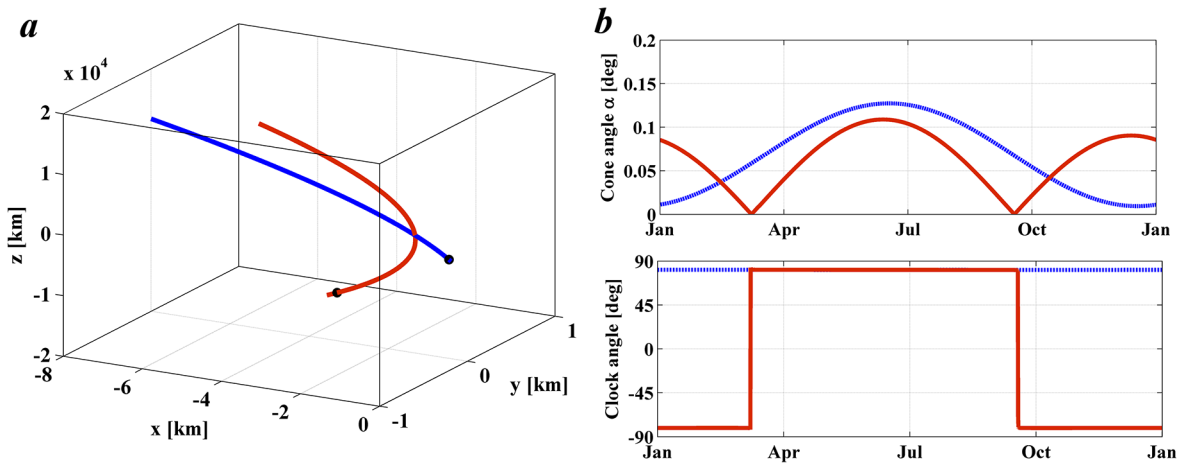 a
x 10⁴
2
1
0
-1
-2
z [km]
-8
-6
-4
-2
0
x [km]
-1
0
1
y [km]
b
0.2
0.15
0.1
0.05
0
Cone angle α [deg]
Jan Apr Jul Oct Jan
90
45
0
-45
-90
Clock angle [deg]
Jan Apr Jul Oct Jan